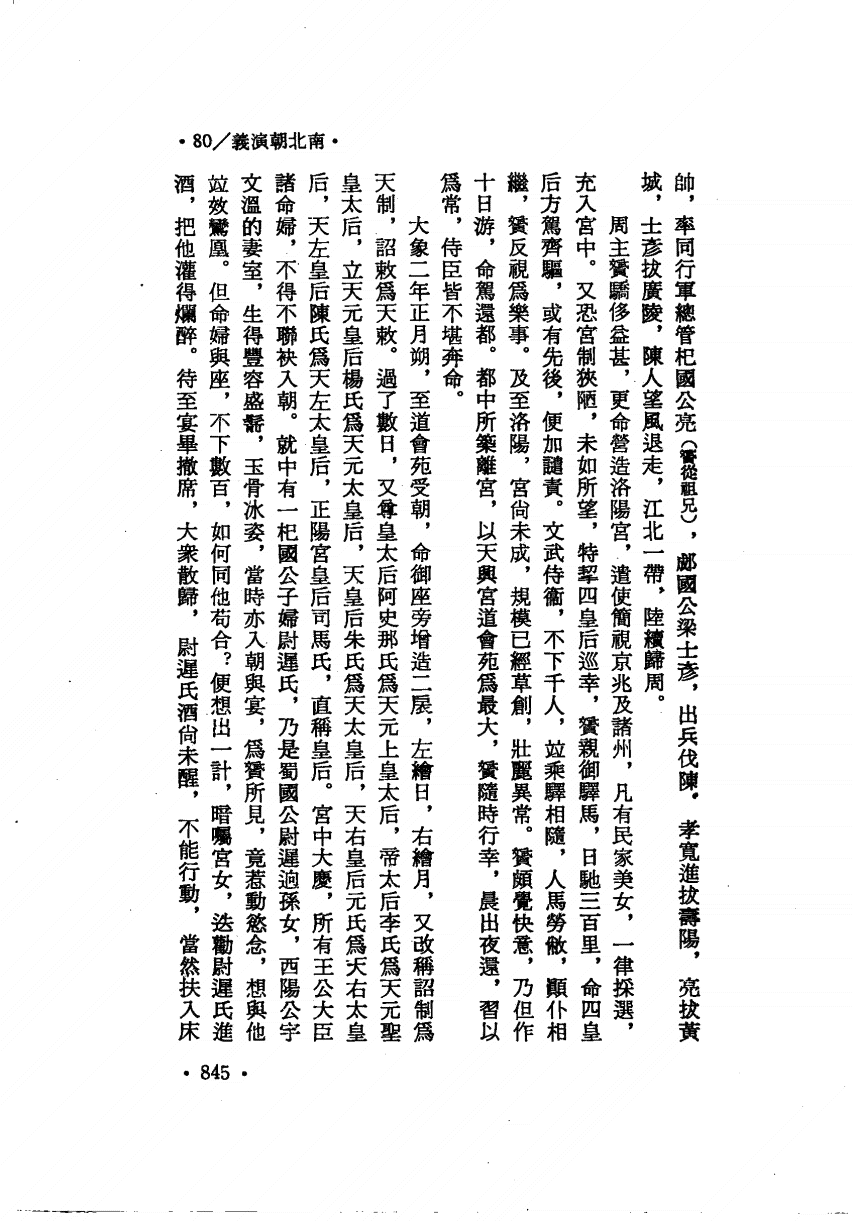 •80／義演朝北南•
帥，率同行軍總管杞國公亮（贇從祖兄），郕國公梁士彥，出兵伐陳。孝寬進拔壽陽，亮拔黃
城，士彥拔廣陵，陳人望風退走，江北一帶，陸續歸周。
周主贇驕侈益甚，更命營造洛陽宮，遣使簡視京兆及諸州，凡有民家美女，一律採選，
充入宮中。又恐宮制狹陋，未如所望，特挈四皇后巡幸，贇親御驛馬，日馳三百里，命四皇
后方駕齊驅，或有先後，便加譴責。文武侍衞，不下千人，竝乘驛相隨，人馬勞敝，顛仆相
繼，贇反視爲樂事。及至洛陽，宮尙未成，規模已經草創，壯麗異常。贇頗覺快意，乃但作
十日游，命駕還都。都中所築離宮，以天興宮道會苑爲最大，贇隨時行幸，晨出夜還，習以
爲常，侍臣皆不堪奔命。
大象二年正月朔，至道會苑受朝，命御座旁增造二扆，左繪日，右繪月，又改稱詔制爲
天制，詔敕爲天敕。過了數日，又尊皇太后阿史那氏爲天元上皇太后，帝太后李氏爲天元聖
皇太后，立天元皇后楊氏爲天元太皇后，天皇后朱氏爲天太皇后，天右皇后元氏爲天右太皇
后，天左皇后陳氏爲天左太皇后，正陽宮皇后司馬氏，直稱皇后。宮中大慶，所有王公大臣
諸命婦，不得不聯袂入朝。就中有一杞國公子婦尉遲氏，乃是蜀國公尉遲逈孫女，西陽公宇
文溫的妻室，生得豐容盛鬋，玉骨冰姿，當時亦入朝與宴，爲贇所見，竟惹動慾念，想與他
竝效鸞凰。但命婦與座，不下數百，如何同他苟合？便想出一計，暗囑宮女，迭勸尉遲氏進
酒，把他灌得爛醉。待至宴畢撤席，大衆散歸，尉遲氏酒尙未醒，不能行動，當然扶入床
•845•